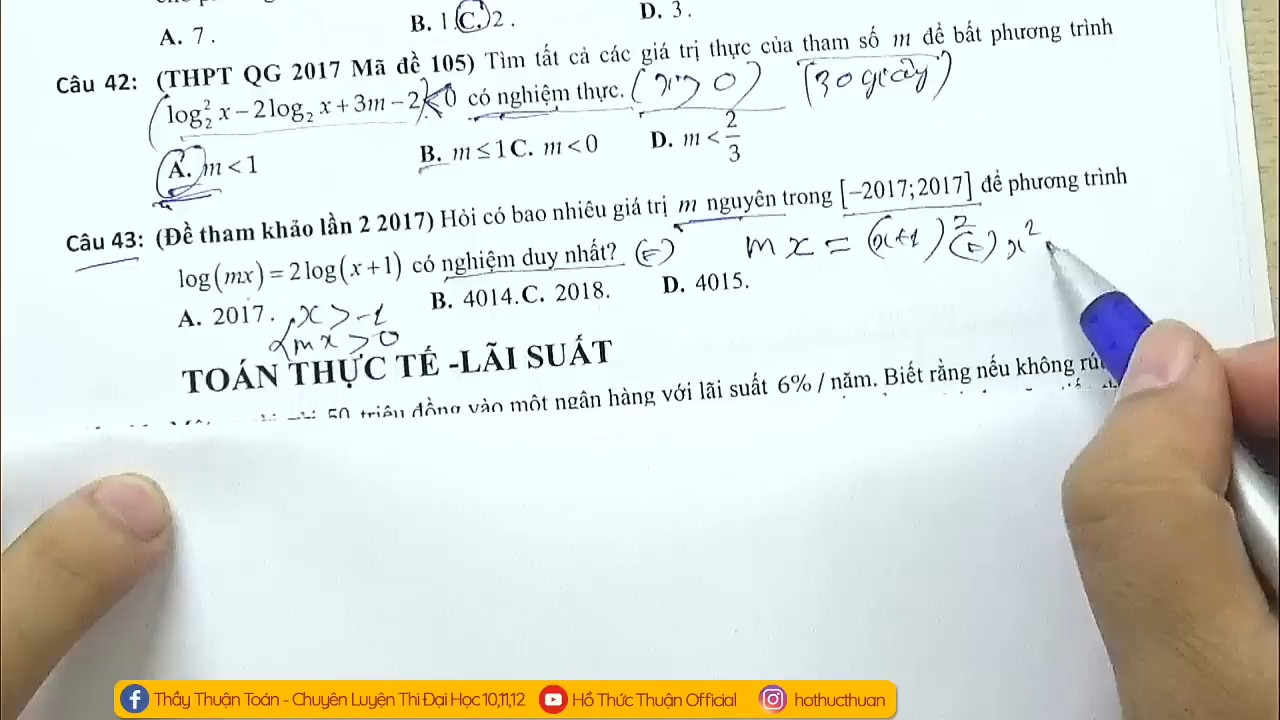 A. 7. B. 1 C. 2. D. 3.
Câu 42: (THPT QG 2017 Mã đề 105) Tìm tất cả các giá trị thực của tham số m để bất phương trình
log₂² x − 2log₂ x + 3m − 2 < 0 có nghiệm thực. (x > 0) (30 giây)
A. m < 1 B. m ≤ 1 C. m < 0 D. m < 2/3
Câu 43: (Đề tham khảo lần 2 2017) Hỏi có bao nhiêu giá trị m nguyên trong [−2017; 2017] để phương trình
log(mx) = 2log(x+1) có nghiệm duy nhất? mx = (x+1)² x²
A. 2017. B. 4014. C. 2018. D. 4015.
x > -1
mx > 0
TOÁN THỰC TẾ -LÃI SUẤT
50 triệu đồng vào một ngân hàng với lãi suất 6% / năm. Biết rằng nếu không
Thầy Thuận Toán - Chuyên Luyện Thi Đại Học 10,11,12 Hồ Thức Thuận Official hothucthuan